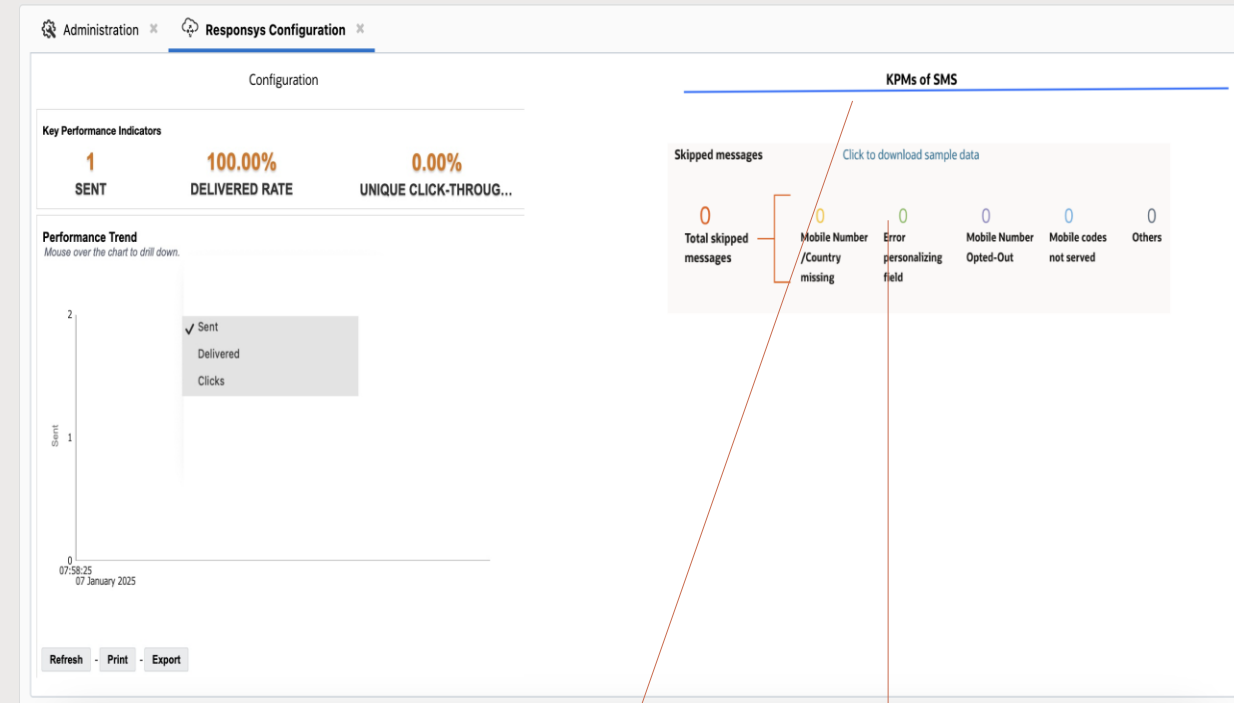 Administration
Responsys Configuration
Configuration
KPMs of SMS
Key Performance Indicators
1
SENT
100.00%
DELIVERED RATE
0.00%
UNIQUE CLICK-THROUG...
Performance Trend
Mouse over the chart to drill down.
2
Sent
Delivered
Clicks
Sent
1
0
07:58:25
07 January 2025
Refresh - Print - Export
Skipped messages
Click to download sample data
0
Total skipped
messages
0
Mobile Number
/Country
missing
0
Error
personalizing
field
0
Mobile Number
Opted-Out
0
Mobile codes
not served
0
Others